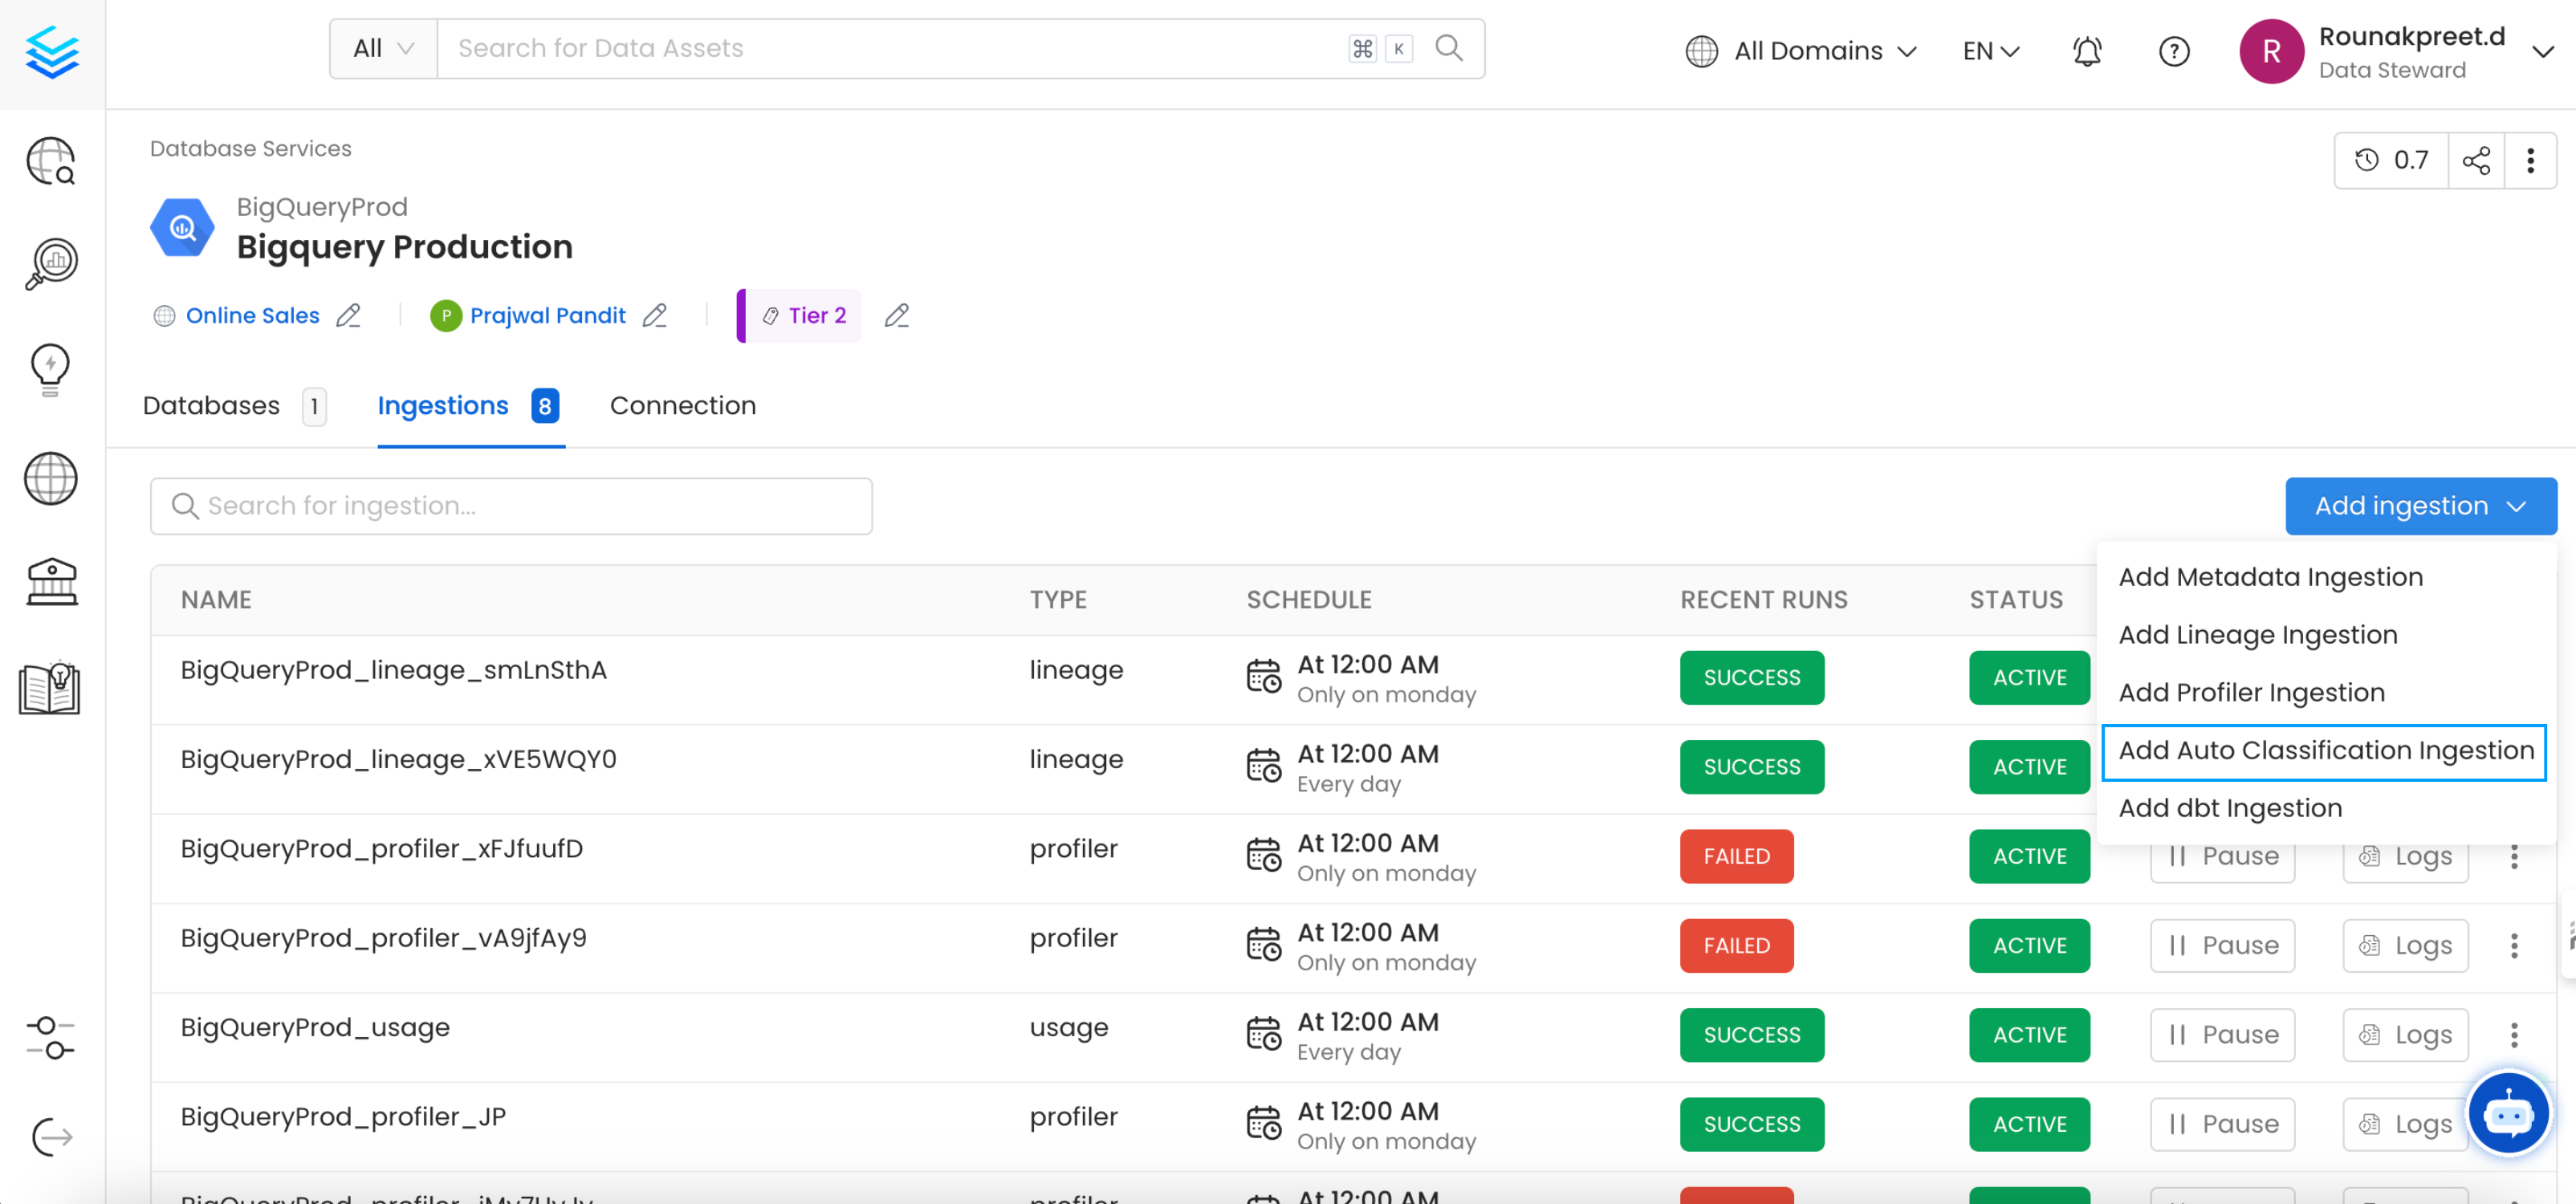 All
Search for Data Assets
⌘ K
All Domains
EN
R
Rounakpreet.d
Data Steward
Database Services
0.7
BigQueryProd
Bigquery Production
Online Sales
P Prajwal Pandit
Tier 2
Databases 1
Ingestions 8
Connection
Search for ingestion...
Add ingestion
Add Metadata Ingestion
Add Lineage Ingestion
Add Profiler Ingestion
Add Auto Classification Ingestion
Add dbt Ingestion
NAME TYPE SCHEDULE RECENT RUNS STATUS
BigQueryProd_lineage_smLnSthA lineage At 12:00 AM SUCCESS ACTIVE
Only on monday
BigQueryProd_lineage_xVE5WQY0 lineage At 12:00 AM SUCCESS ACTIVE
Every day
BigQueryProd_profiler_xFJfuufD profiler At 12:00 AM FAILED ACTIVE Pause Logs
Only on monday
BigQueryProd_profiler_vA9jfAy9 profiler At 12:00 AM FAILED ACTIVE Pause Logs
Only on monday
BigQueryProd_usage usage At 12:00 AM SUCCESS ACTIVE Pause Logs
Every day
BigQueryProd_profiler_JP profiler At 12:00 AM SUCCESS ACTIVE Pause Logs
Only on monday
profiler At 12:00 AM